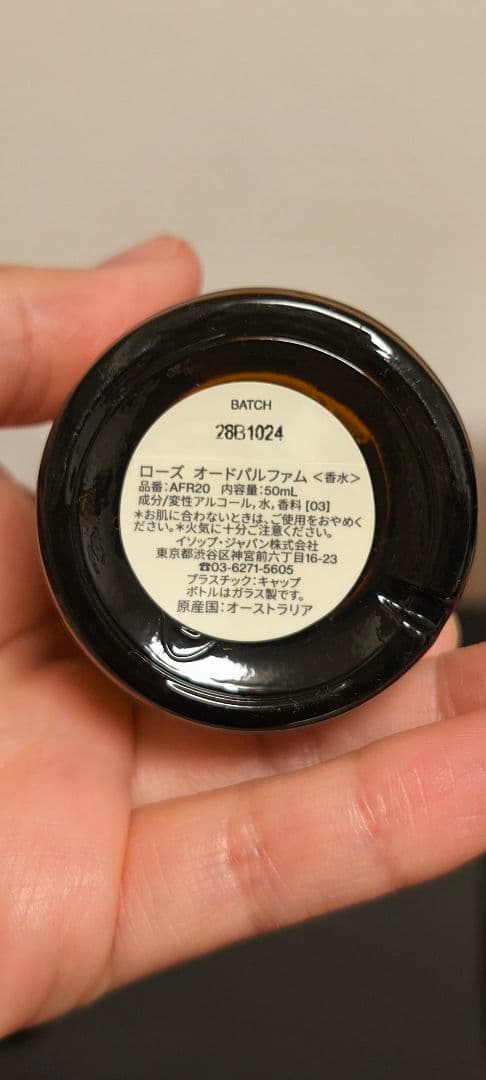 BATCH
28B1024
ローズ オードパルファム <香水>
品番:AFR20 内容量:50mL
成分/変性アルコール, 水, 香料 [03]
*お肌に合わないときは、ご使用をおやめく
ださい。*火気に十分ご注意ください。
イソップ・ジャパン株式会社
東京都渋谷区神宮前六丁目16-23
☎03-6271-5605
プラスチック:キャップ
ボトルはガラス製です。
原産国:オーストラリア